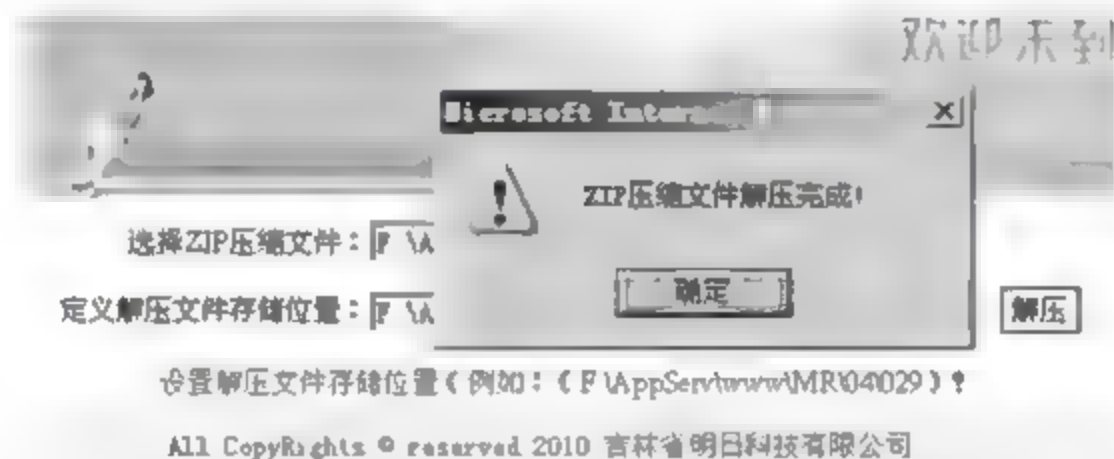 欢迎来到
Microsoft
ZIP压缩文件解压完成!
选择ZIP压缩文件:F \A
确定
定义解压文件存储位置:F \A
解压
设置解压文件存储位置(例如:(F\AppServ\www\MR\04\029)!
All CopyRights © reserved 2010 吉林省明日科技有限公司